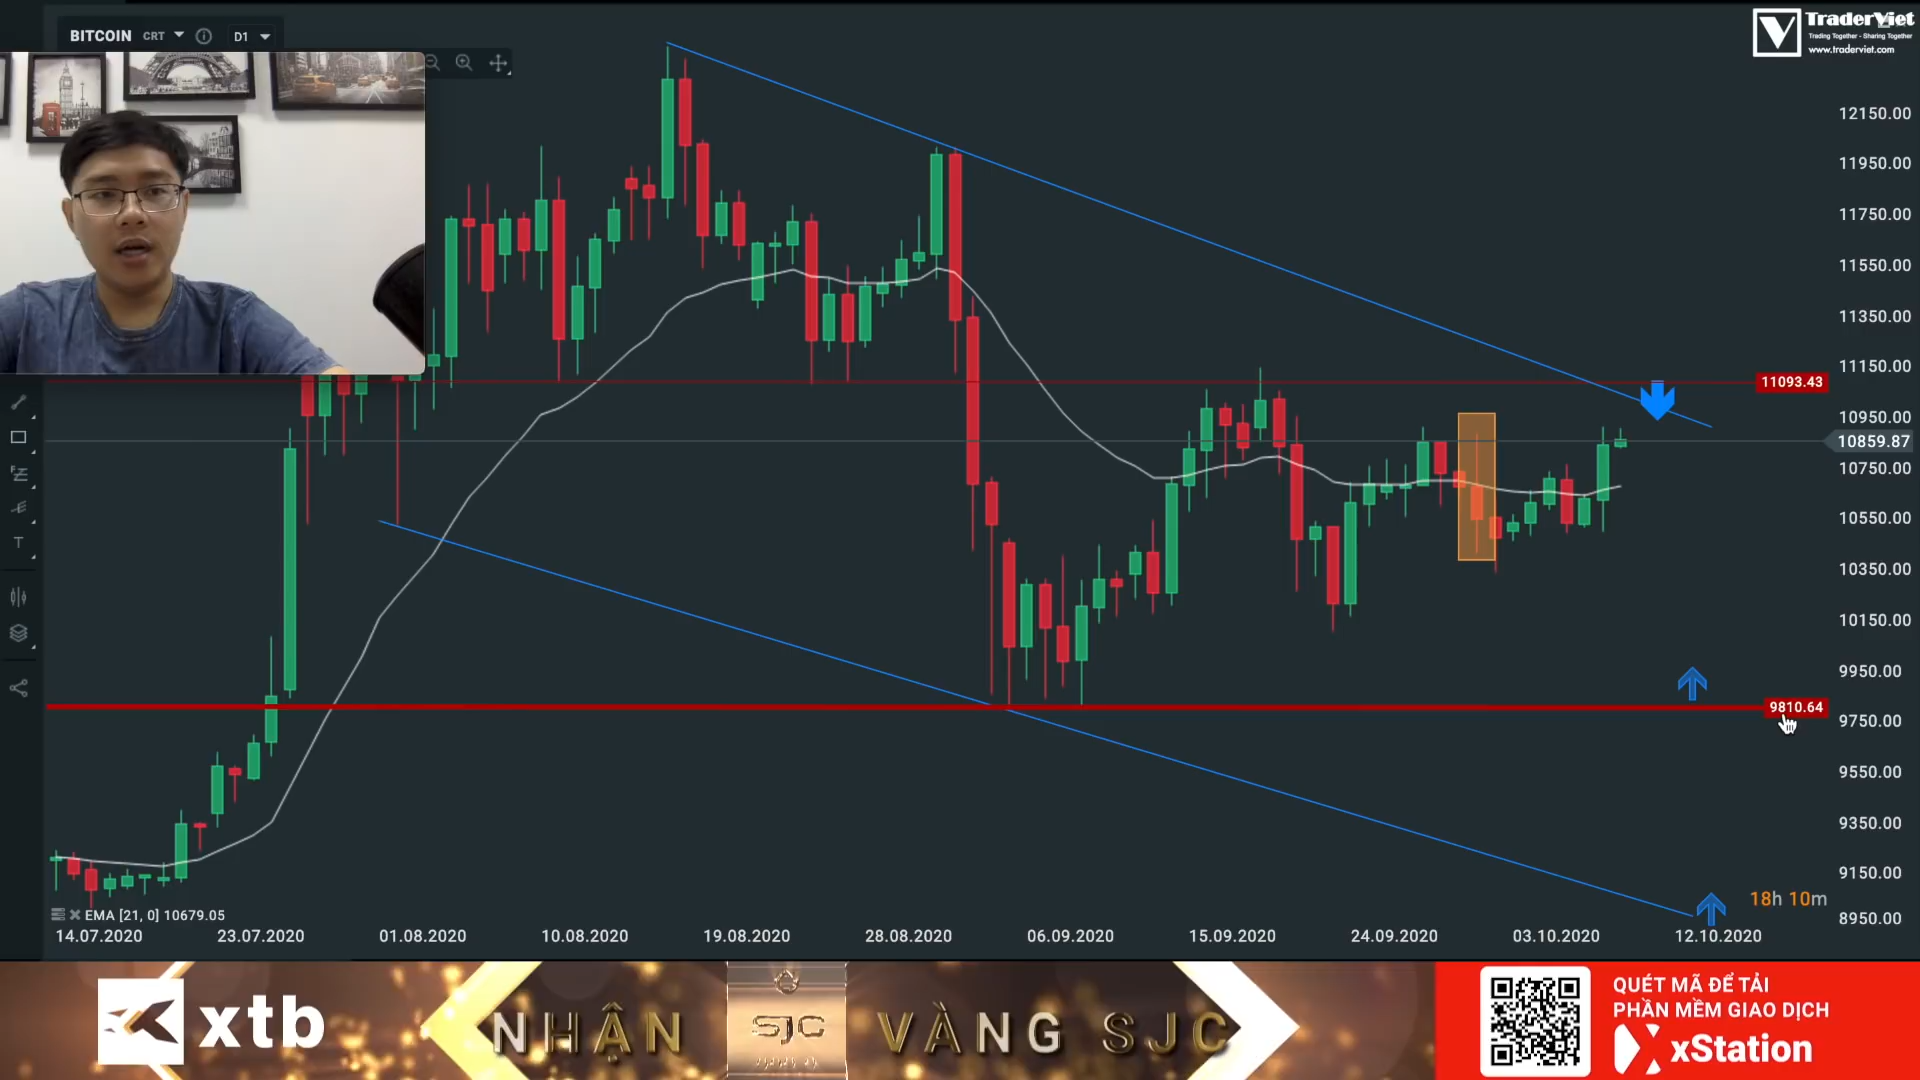 BITCOIN CRT D1
TraderViet
Trading Together - Sharing Together
www.traderviet.com
12150.00
11950.00
11750.00
11550.00
11350.00
11150.00
11093.43
10950.00
10859.87
10750.00
10550.00
10350.00
10150.00
9950.00
9810.64
9750.00
9550.00
9350.00
9150.00
8950.00
18h 10m
EMA [21, 0] 10679.05
14.07.2020 23.07.2020 01.08.2020 10.08.2020 19.08.2020 28.08.2020 06.09.2020 15.09.2020 24.09.2020 03.10.2020 12.10.2020
xtb
NHẬN SJC VÀNG SJC
QUÉT MÃ ĐỂ TẢI
PHẦN MỀM GIAO DỊCH
xStation